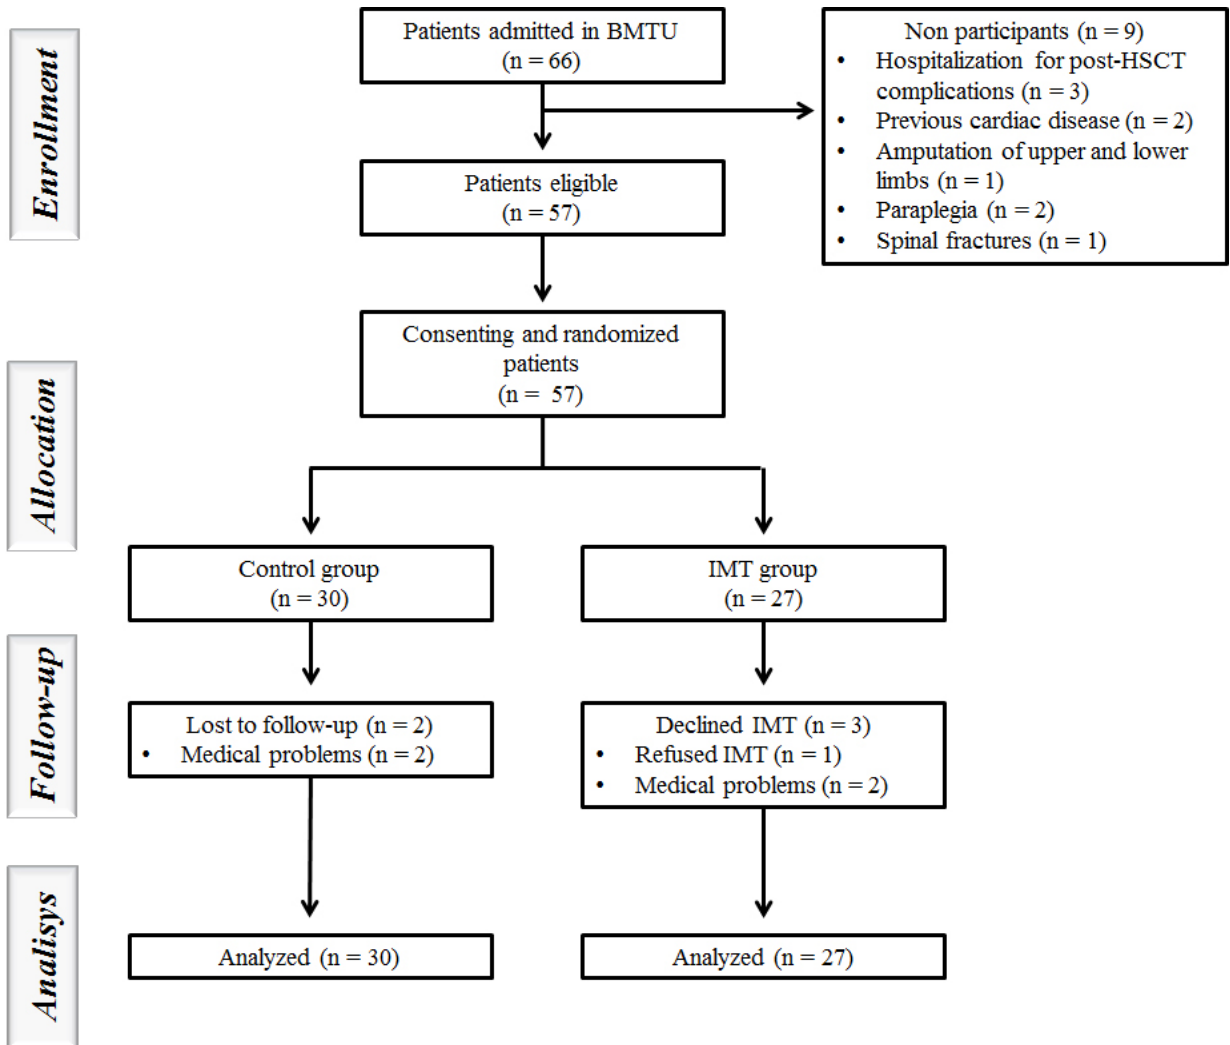 Enrollment
Patients admitted in BMTU
(n = 66)
Non participants (n = 9)
• Hospitalization for post-HSCT
complications (n = 3)
• Previous cardiac disease (n = 2)
• Amputation of upper and lower
limbs (n = 1)
• Paraplegia (n = 2)
• Spinal fractures (n = 1)
Patients eligible
(n = 57)
Allocation
Consenting and randomized
patients
(n = 57)
Control group
(n = 30)
IMT group
(n = 27)
Follow-up
Lost to follow-up (n = 2)
• Medical problems (n = 2)
Declined IMT (n = 3)
• Refused IMT (n = 1)
• Medical problems (n = 2)
Analisys
Analyzed (n = 30)
Analyzed (n = 27)